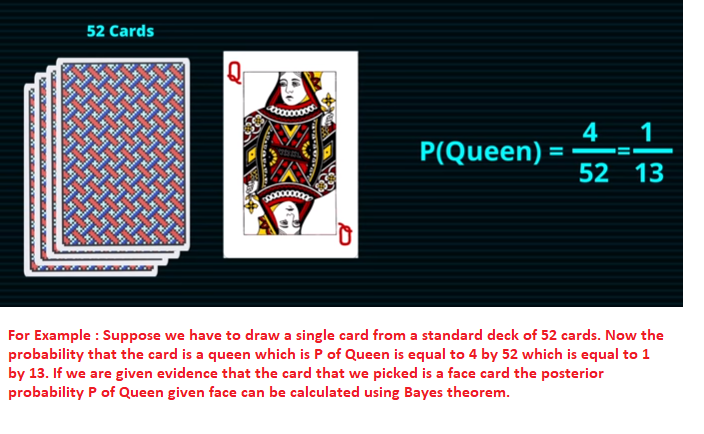 52 Cards
Q
P(Queen) = 4/52 = 1/13
Q
For Example : Suppose we have to draw a single card from a standard deck of 52 cards. Now the
probability that the card is a queen which is P of Queen is equal to 4 by 52 which is equal to 1
by 13. If we are given evidence that the card that we picked is a face card the posterior
probability P of Queen given face can be calculated using Bayes theorem.